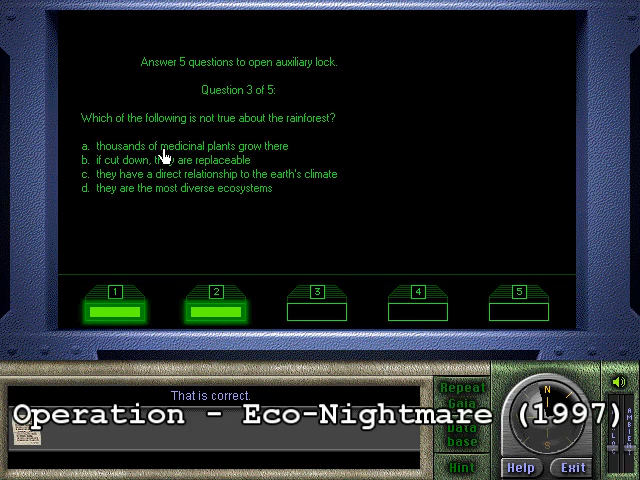 Answer 5 questions to open auxiliary lock.
Question 3 of 5:
Which of the following is not true about the rainforest?
a. thousands of medicinal plants grow there
b. if cut down, they are replaceable
c. they have a direct relationship to the earth's climate
d. they are the most diverse ecosystems
1 2 3 4 5
That is correct.
Repeat
Gaia
Data-
base
Hint
N
S
Help Exit
AMBIENT
Operation - Eco-Nightmare (1997)